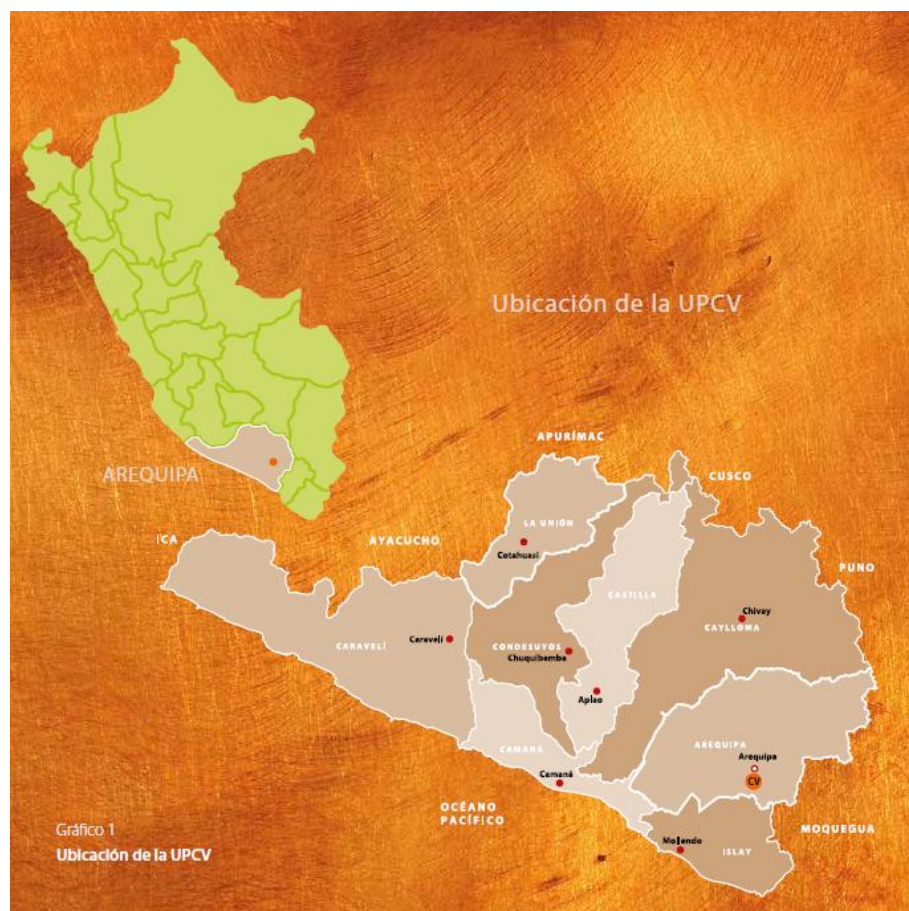 Ubicación de la UPCV
AREQUIPA
APURÍMAC
CUSCO
ICA
AYACUCHO
LA UNIÓN
Cotahuasi
PUNO
CASTILLA
Chivay
CAYLLOMA
Caravelí
CARAVELÍ
CONDESUYOS
Chuquibamba
Aplao
CAMANÁ
AREQUIPA
Arequipa
CV
Camaná
OCÉANO
PACÍFICO
MOQUEGUA
Mollendo
ISLAY
Gráfico 1
Ubicación de la UPCV